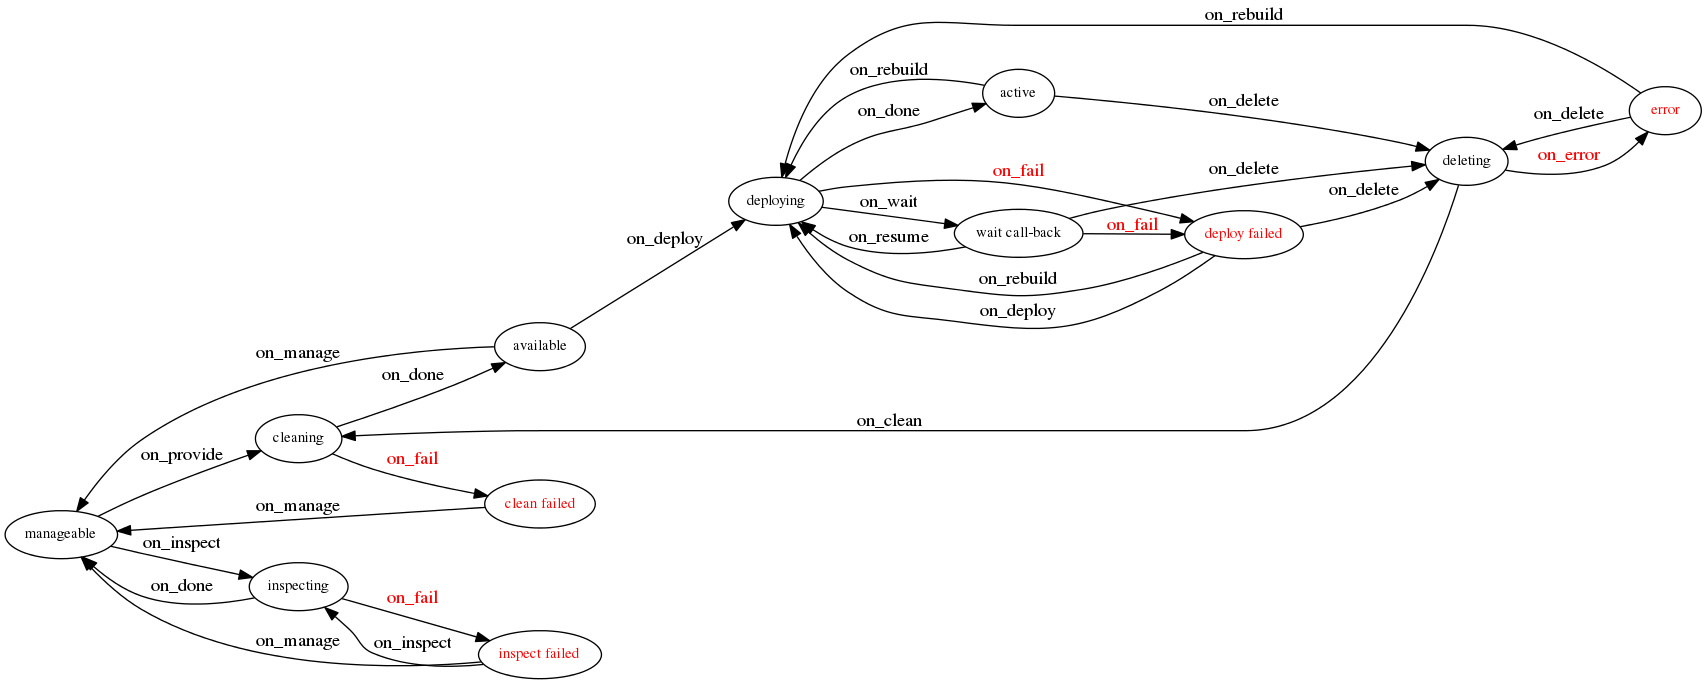 on_rebuild
on_rebuild
active
on_done
on_delete
error
on_delete
on_error
deleting
on_fail
on_delete
on_delete
deploying
on_wait
wait call-back
on_fail
deploy failed
on_resume
on_deploy
on_rebuild
on_deploy
available
on_manage
on_done
on_clean
cleaning
on_provide
on_fail
clean failed
on_manage
manageable
on_inspect
on_done
inspecting
on_fail
on_manage
on_inspect
inspect failed